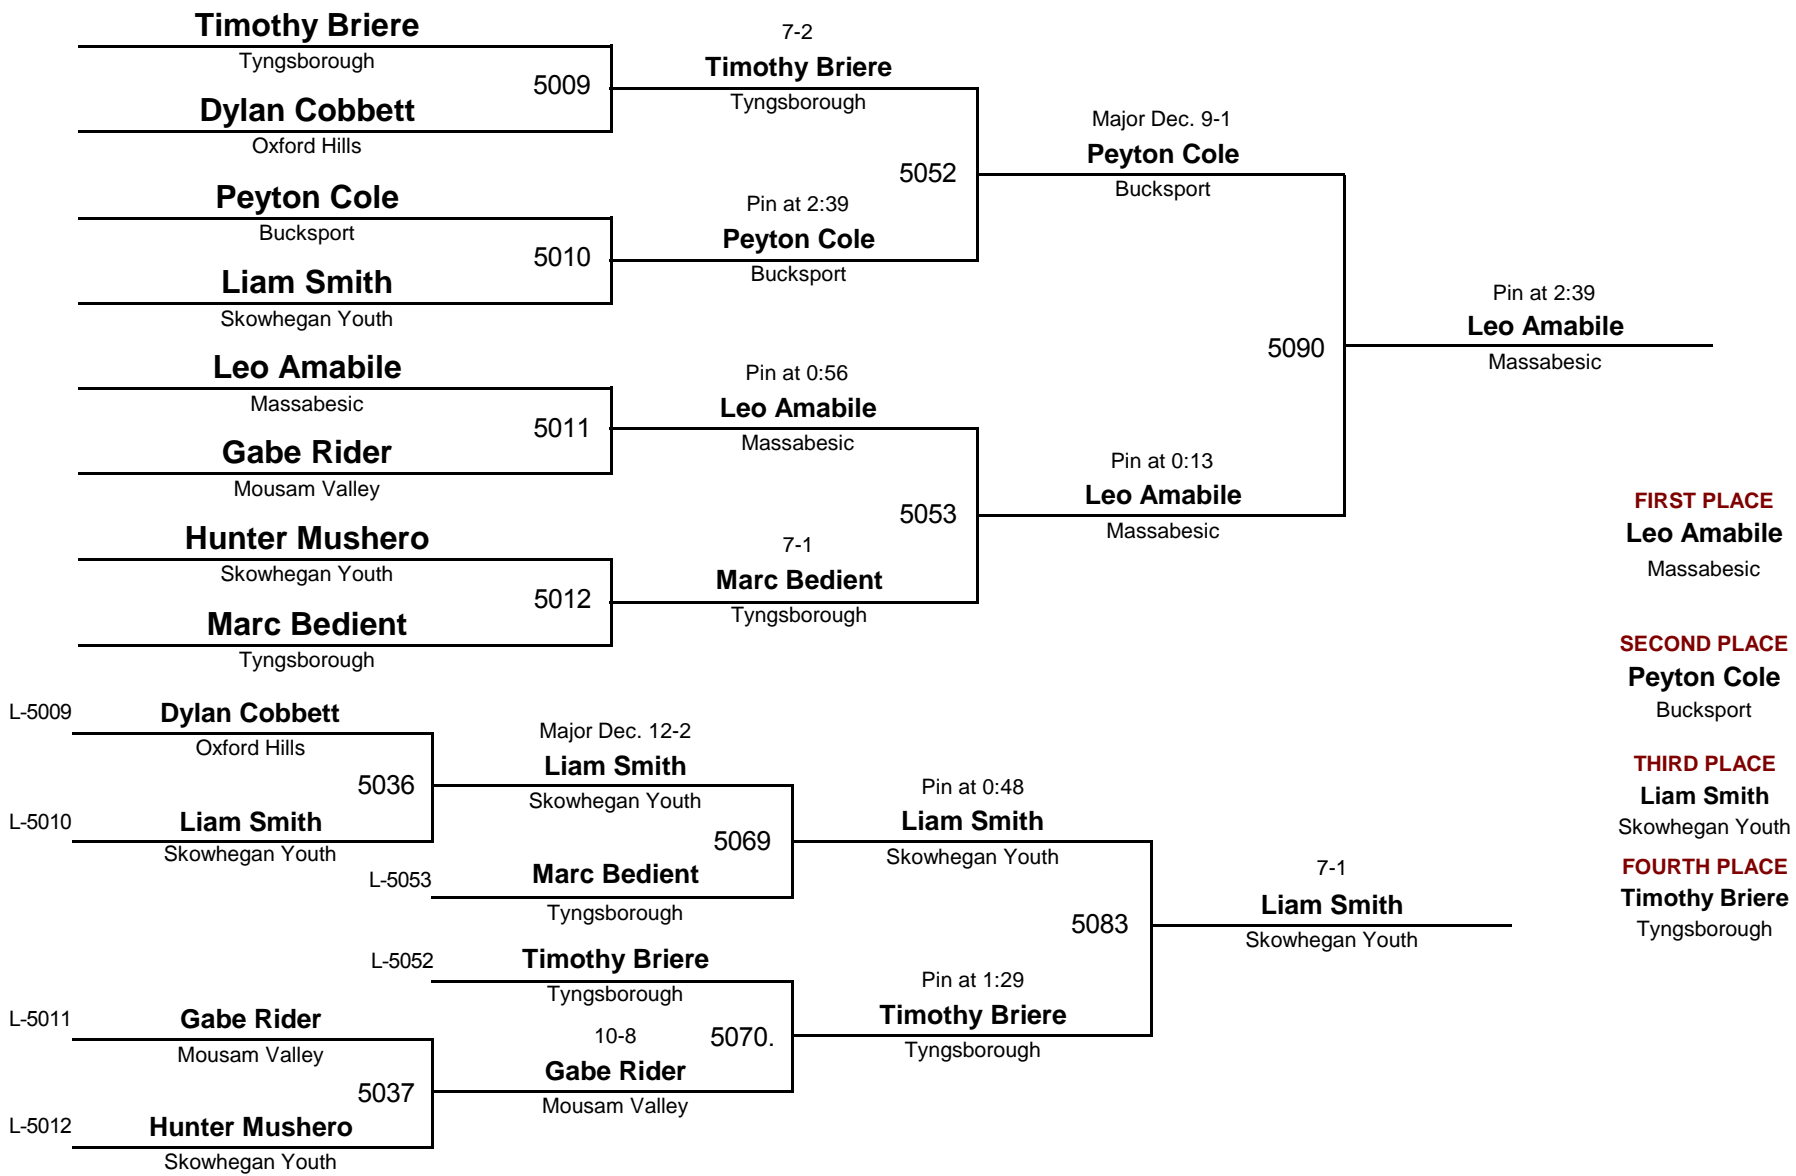 Timothy Briere
Tyngsborough
5009
Dylan Cobbett
Oxford Hills
Peyton Cole
Bucksport
5010
Liam Smith
Skowhegan Youth
Leo Amabile
Massabesic
5011
Gabe Rider
Mousam Valley
Hunter Mushero
Skowhegan Youth
5012
Marc Bedient
Tyngsborough
7-2
Timothy Briere
Tyngsborough
5052
Pin at 2:39
Peyton Cole
Bucksport
Pin at 0:56
Leo Amabile
Massabesic
5053
7-1
Marc Bedient
Tyngsborough
Major Dec. 9-1
Peyton Cole
Bucksport
5090
Pin at 0:13
Leo Amabile
Massabesic
Pin at 2:39
Leo Amabile
Massabesic
FIRST PLACE
Leo Amabile
Massabesic
SECOND PLACE
Peyton Cole
Bucksport
THIRD PLACE
Liam Smith
Skowhegan Youth
FOURTH PLACE
Timothy Briere
Tyngsborough
L-5009
Dylan Cobbett
Oxford Hills
5036
L-5010
Liam Smith
Skowhegan Youth
Major Dec. 12-2
Liam Smith
Skowhegan Youth
5069
L-5053
Marc Bedient
Tyngsborough
L-5052
Timothy Briere
Tyngsborough
5070.
L-5011
Gabe Rider
Mousam Valley
5037
L-5012
Hunter Mushero
Skowhegan Youth
10-8
Gabe Rider
Mousam Valley
Pin at 0:48
Liam Smith
Skowhegan Youth
5083
Pin at 1:29
Timothy Briere
Tyngsborough
7-1
Liam Smith
Skowhegan Youth